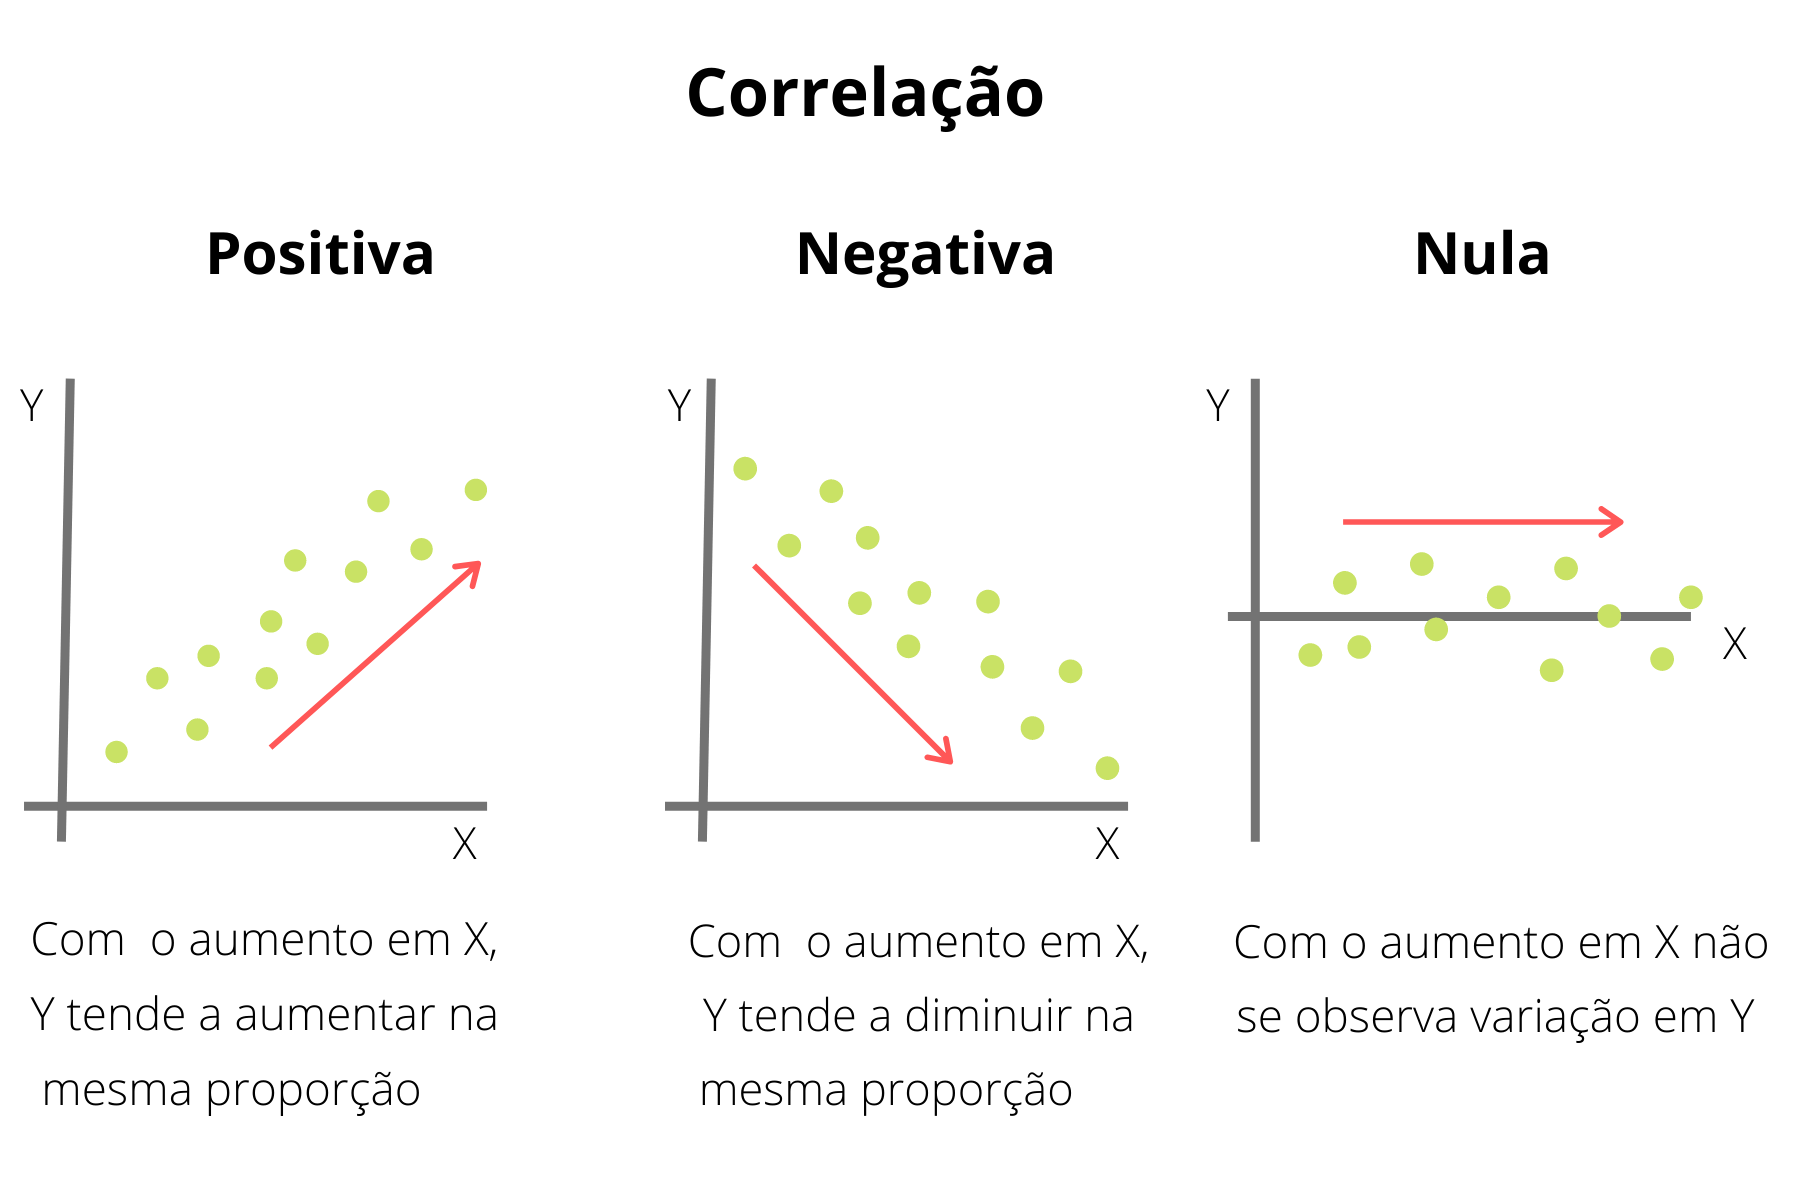 Correlação
Positiva
Negativa
Nula
Y
X
Y
X
Y
X
Com o aumento em X,
Y tende a aumentar na
mesma proporção
Com o aumento em X,
Y tende a diminuir na
mesma proporção
Com o aumento em X não
se observa variação em Y